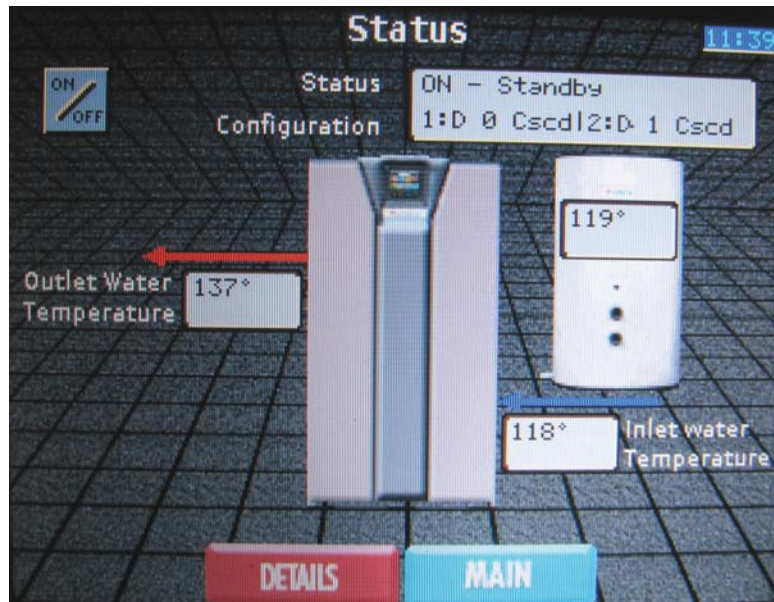 Status
11:39
ON
OFF
Status
ON - Standby
Configuration
1:D 0 Cscd|2:D 1 Cscd
119°
Outlet Water
Temperature
137°
118°
Inlet water
Temperature
DETAILS
MAIN